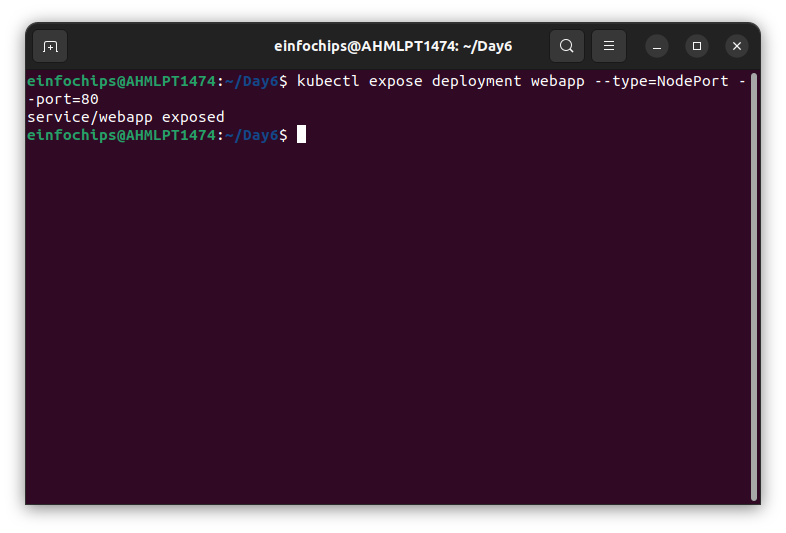 einfochips@AHMLPT1474: ~/Day6
einfochips@AHMLPT1474:~/Day6$ kubectl expose deployment webapp --type=NodePort -
-port=80
service/webapp exposed
einfochips@AHMLPT1474:~/Day6$